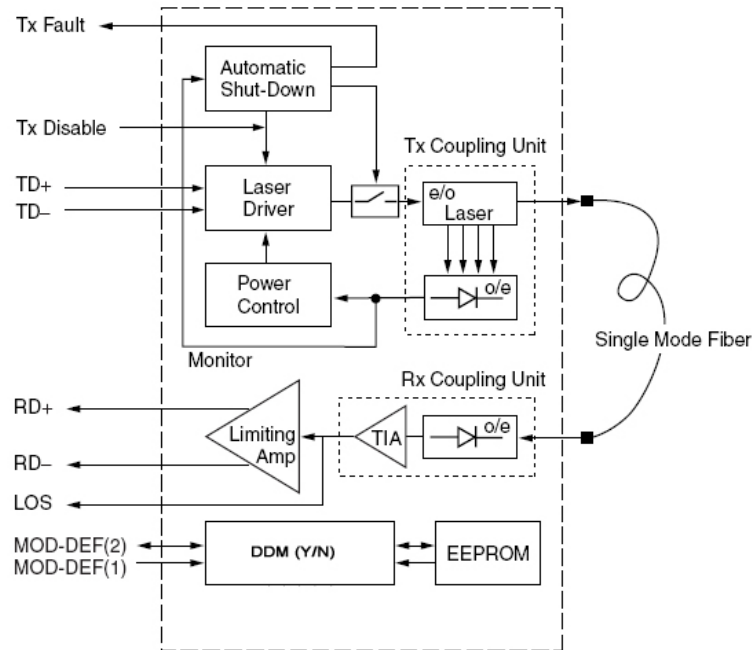 Tx Fault
Automatic
Shut-Down
Tx Disable
Tx Coupling Unit
TD+
TD–
Laser
Driver
e/o
Laser
Power
Control
o/e
Monitor
Single Mode Fiber
Rx Coupling Unit
RD+
RD–
LOS
Limiting
Amp
TIA
o/e
MOD-DEF(2)
MOD-DEF(1)
DDM (Y/N)
EEPROM